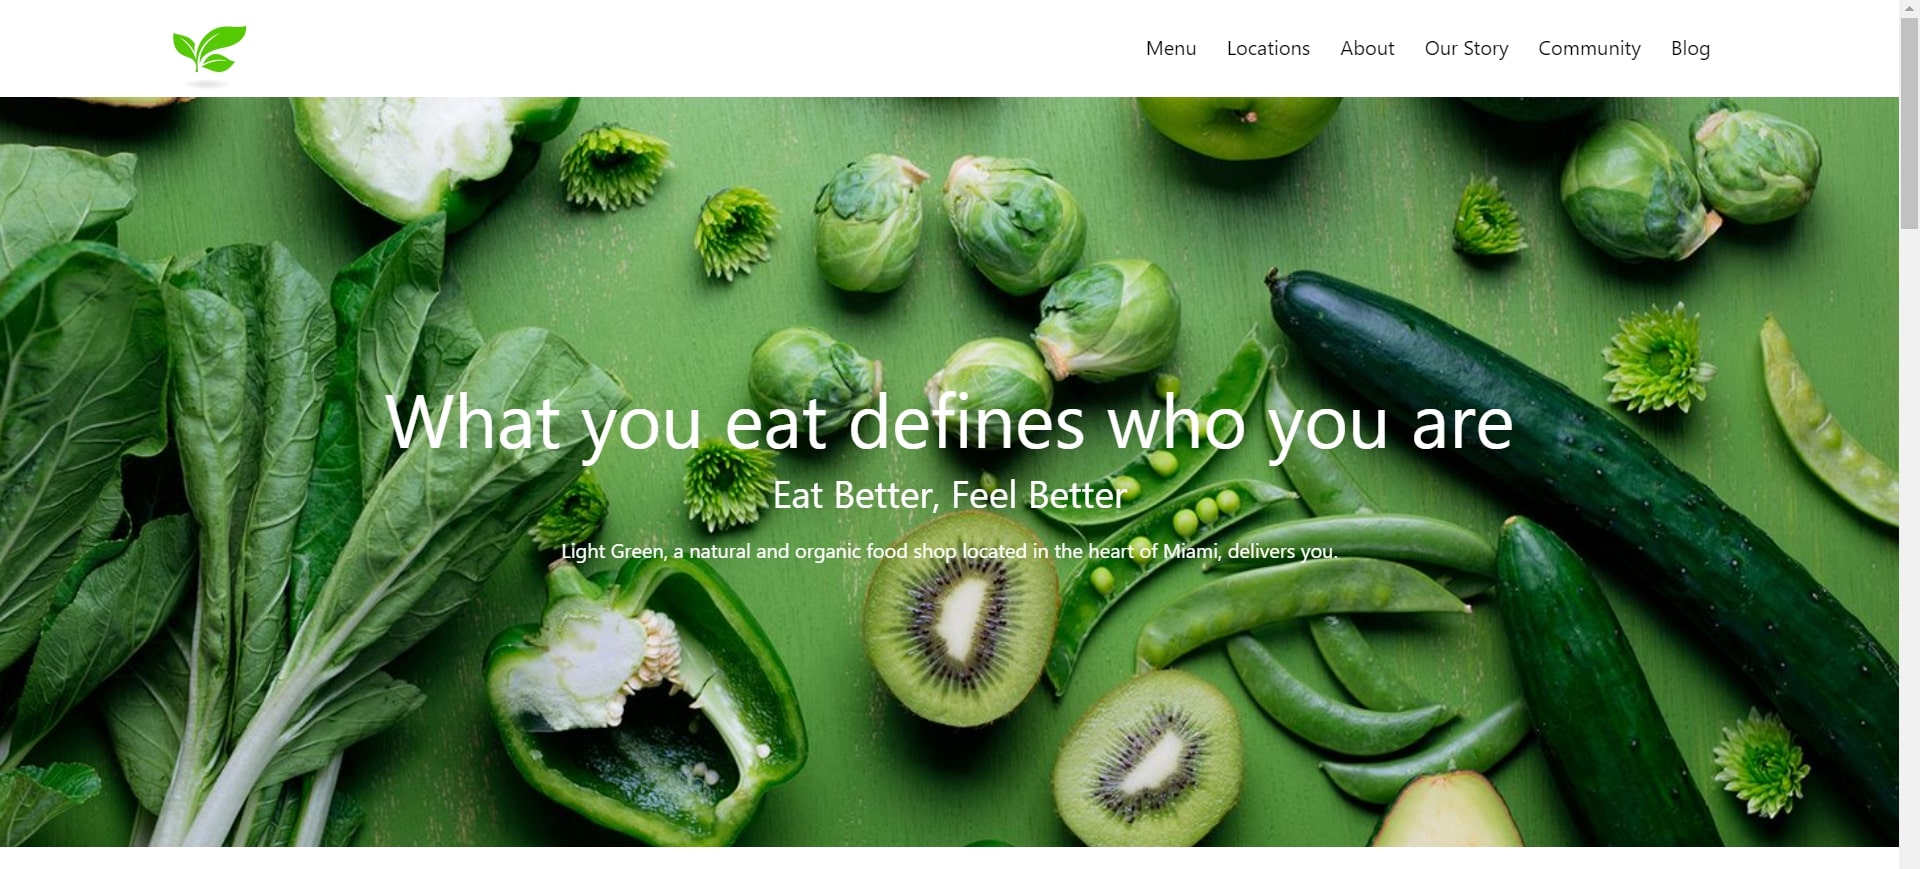 Menu Locations About Our Story Community Blog
What you eat defines who you are
Eat Better, Feel Better
Light Green, a natural and organic food shop located in the heart of Miami, delivers you.